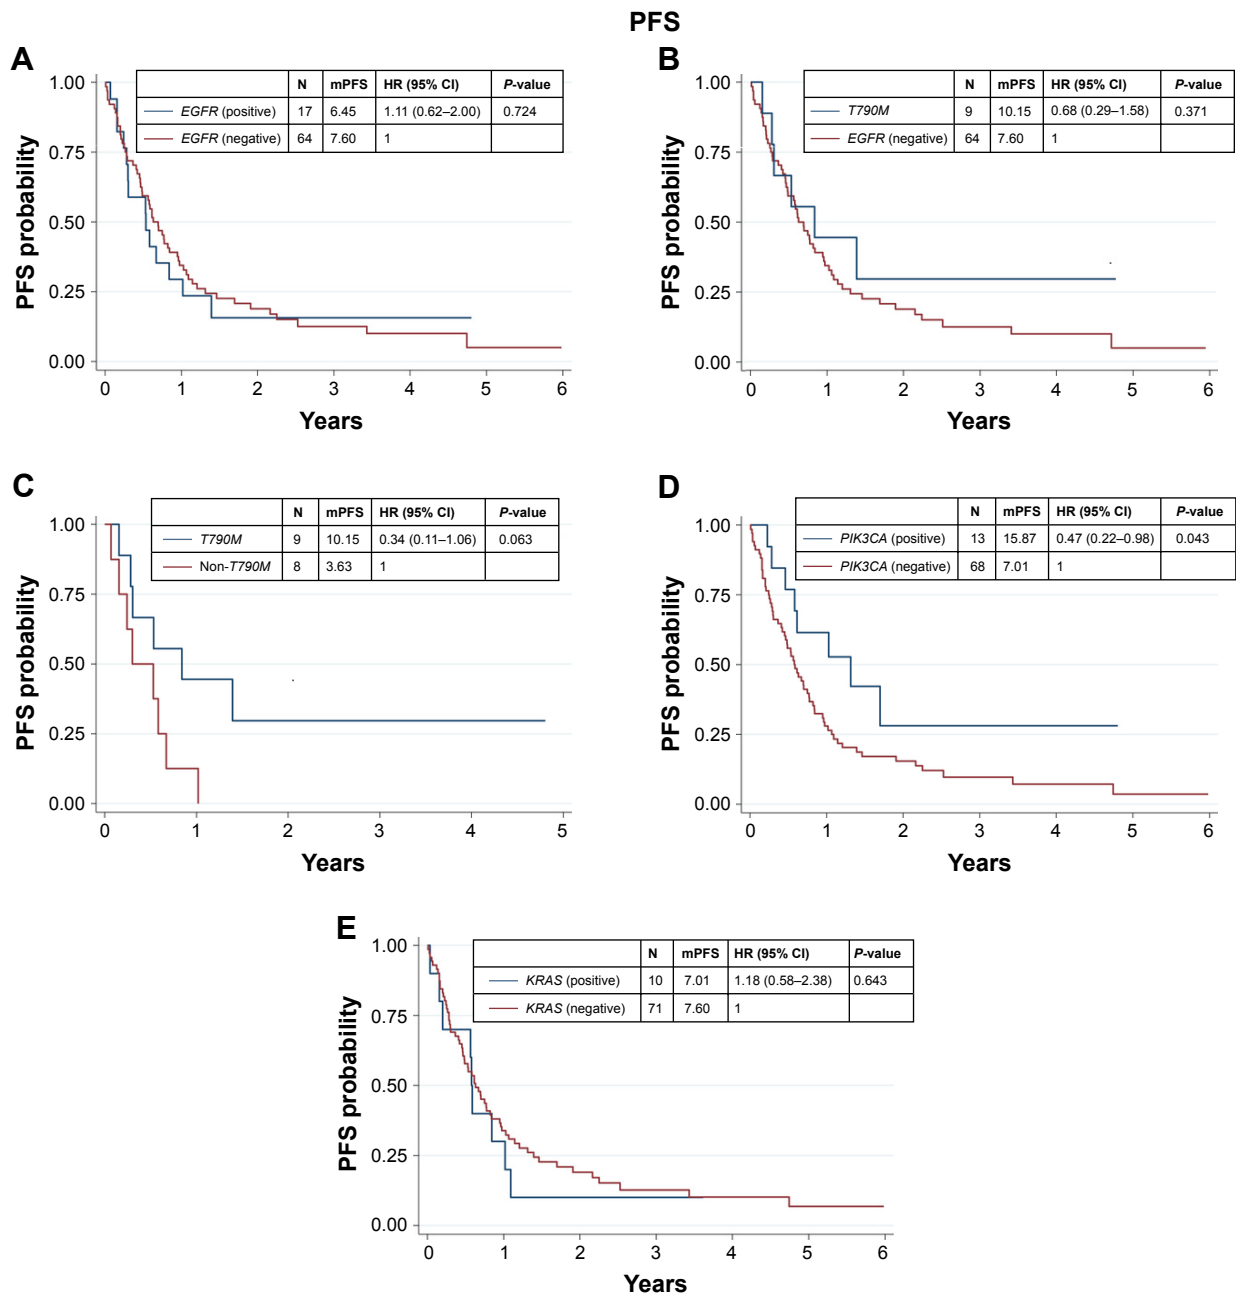 PFS
A
N mPFS HR (95% CI) P-value
EGFR (positive) 17 6.45 1.11 (0.62–2.00) 0.724
EGFR (negative) 64 7.60 1
1.00
0.75
0.50
0.25
0.00
PFS probability
0 1 2 3 4 5 6
Years
B
N mPFS HR (95% CI) P-value
T790M 9 10.15 0.68 (0.29–1.58) 0.371
EGFR (negative) 64 7.60 1
1.00
0.75
0.50
0.25
0.00
PFS probability
0 1 2 3 4 5 6
Years
C
N mPFS HR (95% CI) P-value
T790M 9 10.15 0.34 (0.11–1.06) 0.063
Non-T790M 8 3.63 1
1.00
0.75
0.50
0.25
0.00
PFS probability
0 1 2 3 4 5
Years
D
N mPFS HR (95% CI) P-value
PIK3CA (positive) 13 15.87 0.47 (0.22–0.98) 0.043
PIK3CA (negative) 68 7.01 1
1.00
0.75
0.50
0.25
0.00
PFS probability
0 1 2 3 4 5 6
Years
E
N mPFS HR (95% CI) P-value
KRAS (positive) 10 7.01 1.18 (0.58–2.38) 0.643
KRAS (negative) 71 7.60 1
1.00
0.75
0.50
0.25
0.00
PFS probability
0 1 2 3 4 5 6
Years